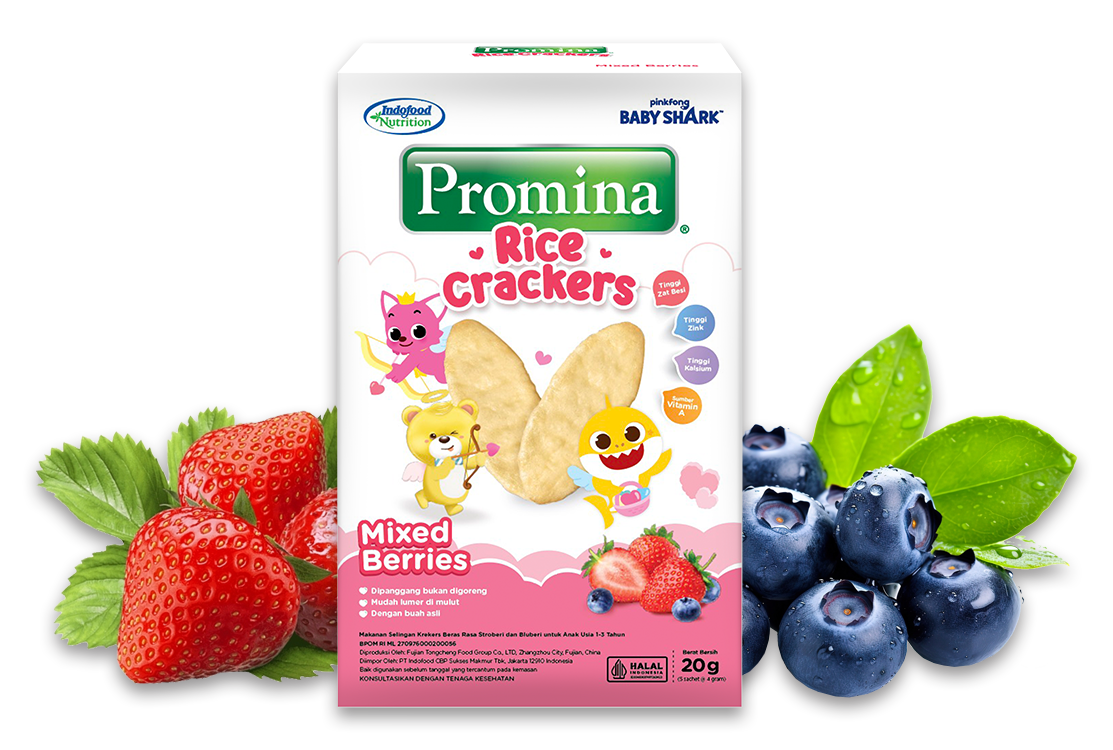 Promina
Rice Crackers
Mixed Berries
Indofood
Nutrition
pinkfong
BABY SHARK™
Promina®
Rice
Crackers
Tinggi
Zat Besi
Tinggi
Zink
Tinggi
Kalsium
Sumber
Vitamin
A
Mixed
Berries
Dipanggang bukan digoreng
Mudah lumer di mulut
Dengan buah asli
Makanan Selingan Krekers Beras Rasa Stroberi dan Bluberi untuk Anak Usia 1-3 Tahun
BPOM RI ML 270976000200056
Diproduksi Oleh: Fujian Tongcheng Food Group Co., LTD, Zhangzhou City, Fujian, China
Diimpor Oleh: PT Indofood CBP Sukses Makmur Tbk, Jakarta 12910 Indonesia
Baik digunakan sebelum tanggal yang tercantum pada kemasan
KONSULTASIKAN DENGAN TENAGA KESEHATAN
HALAL
INDONESIA
Berat Bersih
20g
(5 sachet @ 4 gram)